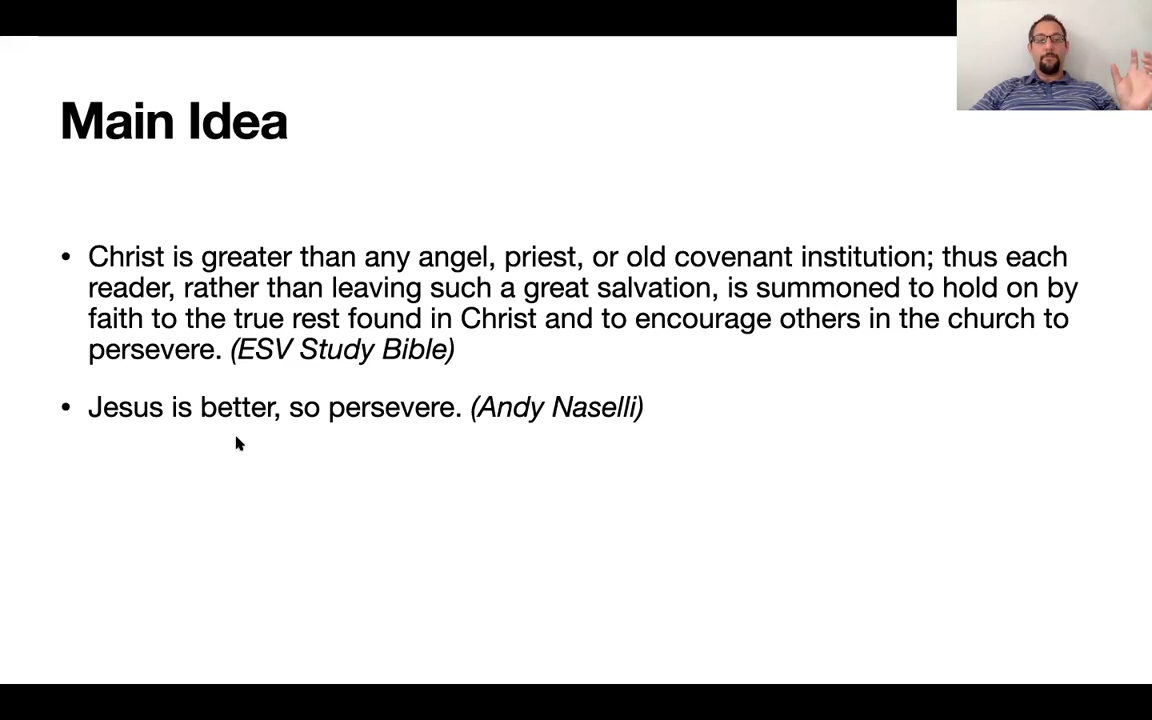 Main Idea
• Christ is greater than any angel, priest, or old covenant institution; thus each
reader, rather than leaving such a great salvation, is summoned to hold on by
faith to the true rest found in Christ and to encourage others in the church to
persevere. (ESV Study Bible)
• Jesus is better, so persevere. (Andy Naselli)